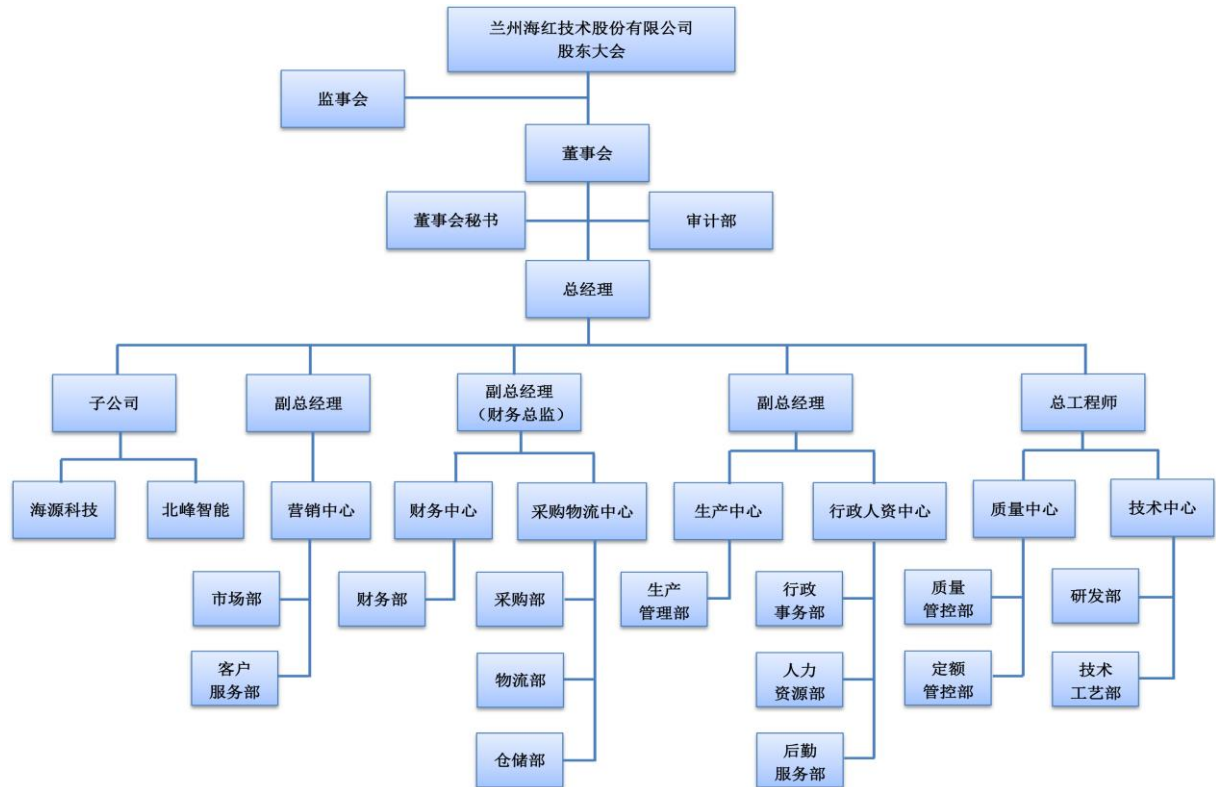 兰州海红技术股份有限公司
股东大会
监事会
董事会
董事会秘书
审计部
总经理
子公司
副总经理
副总经理
（财务总监）
副总经理
总工程师
海源科技
北峰智能
营销中心
财务中心
采购物流中心
生产中心
行政人资中心
质量中心
技术中心
市场部
财务部
采购部
生产
管理部
行政
事务部
质量
管控部
研发部
客户
服务部
物流部
人力
资源部
定额
管控部
技术
工艺部
仓储部
后勤
服务部